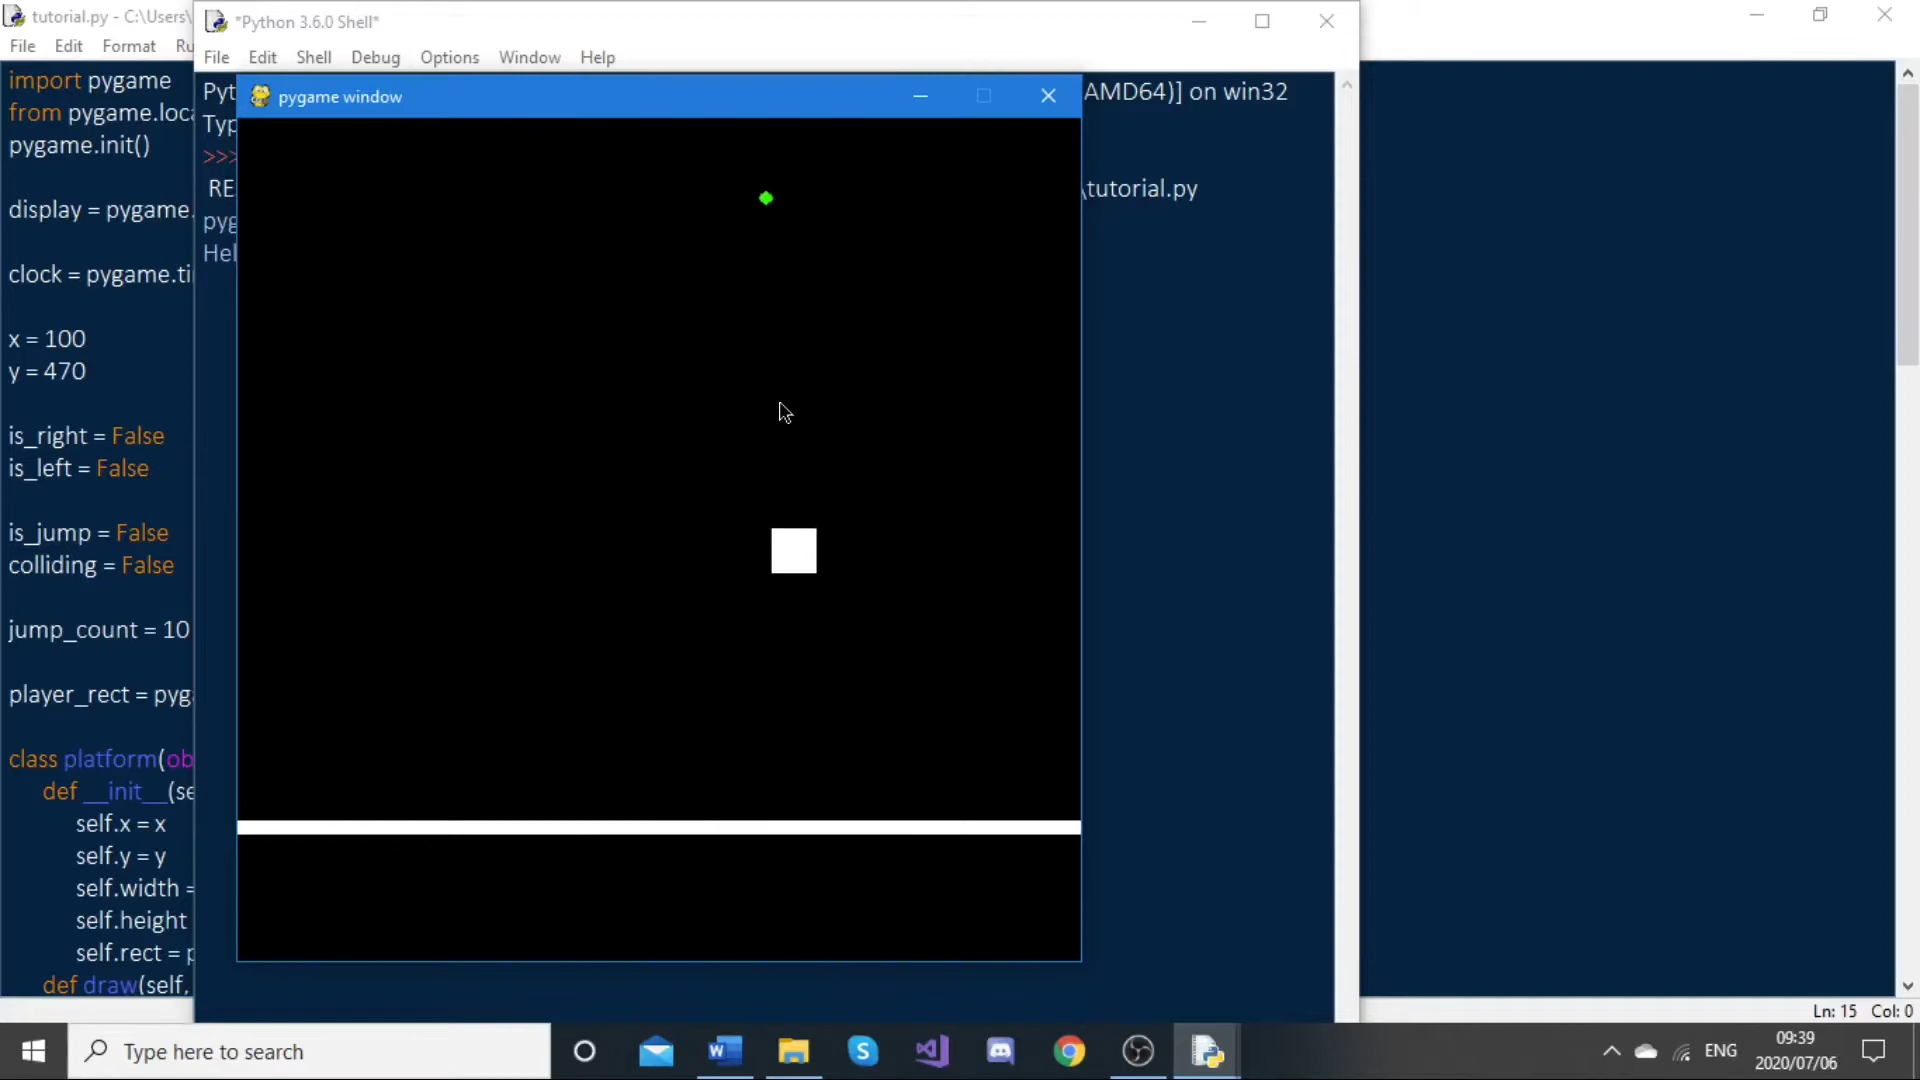 tutorial.py - C:\Users\
File Edit Format Ru
import pygame
from pygame.loca
pygame.init()
display = pygame.
clock = pygame.ti
x = 100
y = 470
is_right = False
is_left = False
is_jump = False
colliding = False
jump_count = 10
player_rect = pyg
class platform(ob
def __init__(se
self.x = x
self.y = y
self.width =
self.height
self.rect = p
def draw(self,
*Python 3.6.0 Shell*
File Edit Shell Debug Options Window Help
Pyt AMD64)] on win32
Typ
>>>
RE \tutorial.py
pyg
Hel
pygame window
Ln: 15 Col: 0
Type here to search
ENG
09:39
2020/07/06